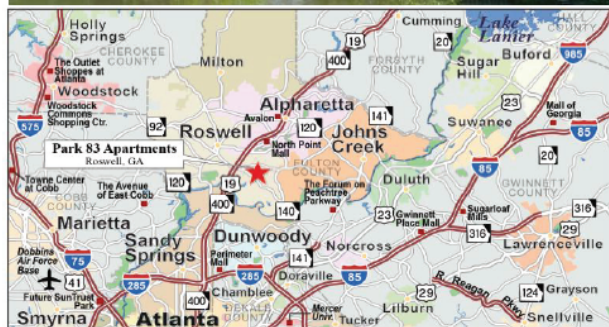 Holly
Springs
CHEROKEE
COUNTY
The Outlet
Shoppes at
Atlanta
Woodstock
Woodstock
Commons
Shopping Ctr.
575
92
Milton
19
400
FORSYTH
COUNTY
Cumming
20
Lake
Lanier
HALL
COUNTY
Buford
985
Sugar
Hill
23
Mall of
Georgia
85
Suwanee
20
Avalon
Alpharetta
120
141
Roswell
North Point
Mall
Johns
Creek
Park 83 Apartments
Roswell, GA
FULTON
COUNTY
85
GWINNETT
COUNTY
Towne Center
at Cobb
The Avenue
of East Cobb
120
19
400
140
The Forum on
Peachtree
Parkway
Duluth
23
Gwinnett
Place Mall
Sugarloaf
Mills
316
316
29
Lawrenceville
COBB
COUNTY
Marietta
Dobbins
Air Force
Base
75
41
Sandy
Springs
Dunwoody
Perimeter
Mall
141
Norcross
285
285
Doraville
85
Future SunTrust
Park
Smyrna
400
Chamblee
Atlanta
DEKALB
COUNTY
Mercer
Univ.
Tucker
Lilburn
29
R. Reagan Pkwy
124
Grayson
Snellville